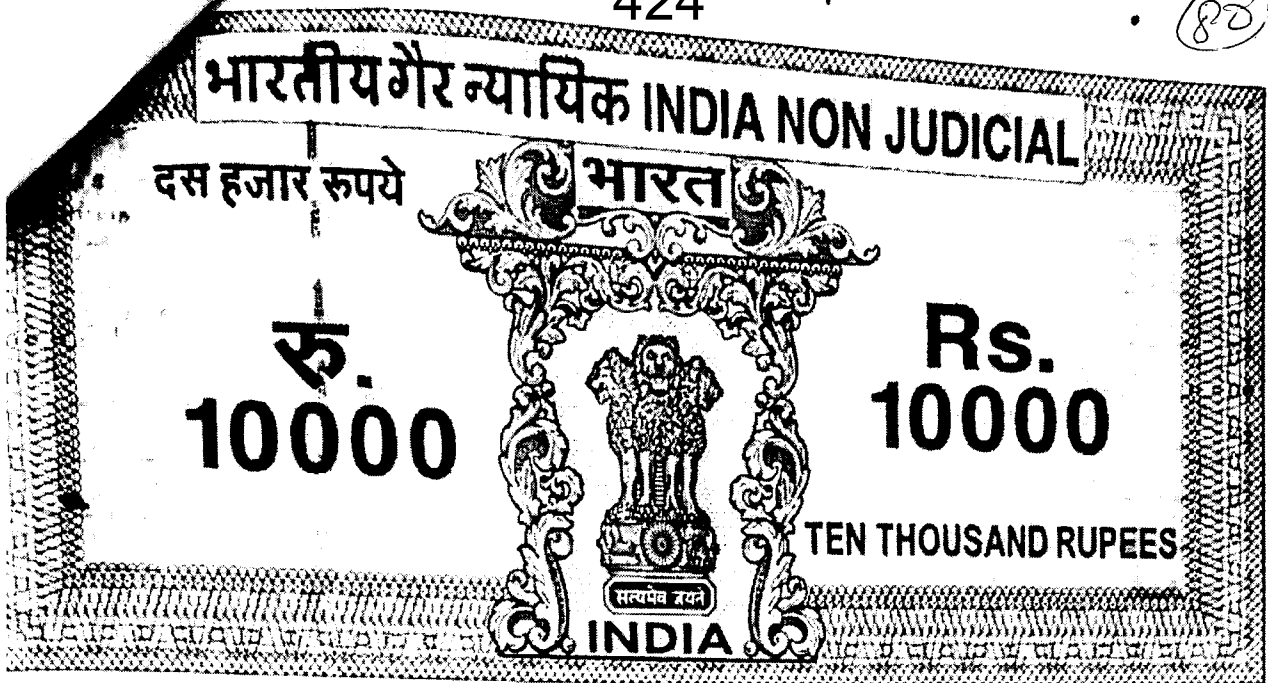 424
भारतीय गैर न्यायिक INDIA NON JUDICIAL
दस हजार रुपये
भारत
रु.
10000
Rs.
10000
TEN THOUSAND RUPEES
सत्यमेव जयते
INDIA